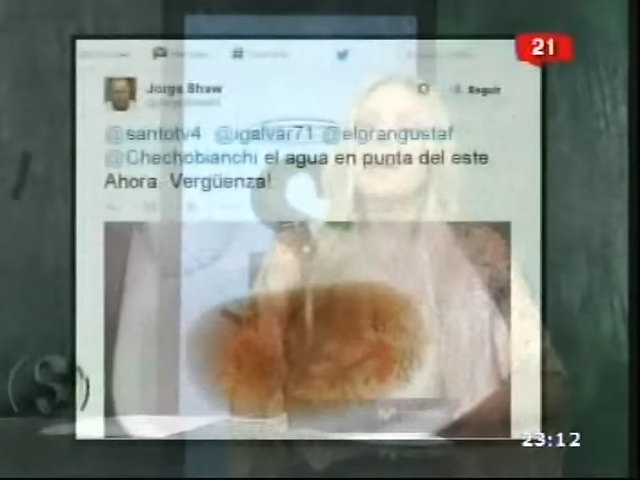 21
Jorge Shaw
Seguir
@santotv4 @igalvar71 @elgrangustaf
@Chechobianchi el agua en punta del este
Ahora Vergüenza!
(S)
23:12